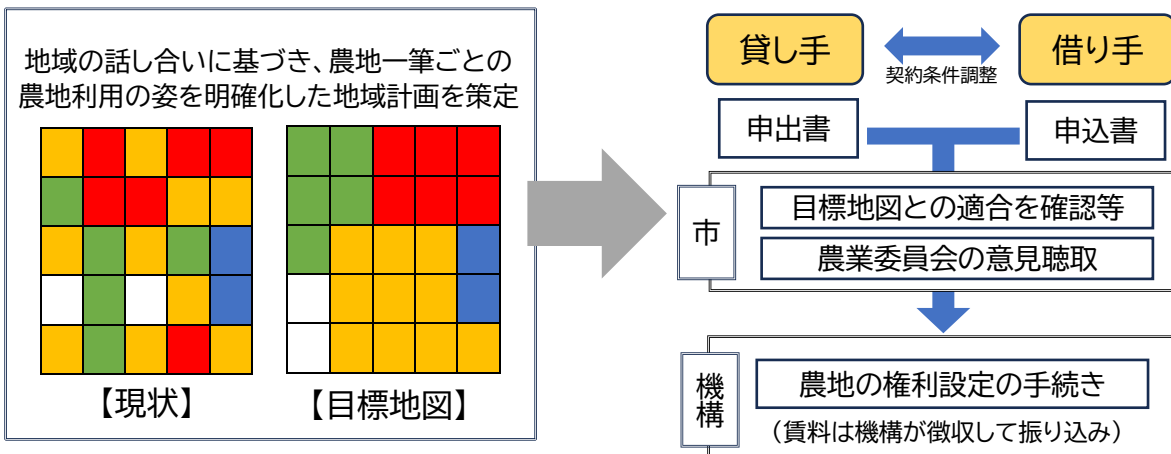 地域の話し合いに基づき、農地一筆ごとの
農地利用の姿を明確化した地域計画を策定
【現状】
【目標地図】
貸し手
借り手
契約条件調整
申出書
申込書
市
目標地図との適合を確認等
農業委員会の意見聴取
機構
農地の権利設定の手続き
（賃料は機構が徴収して振り込み）